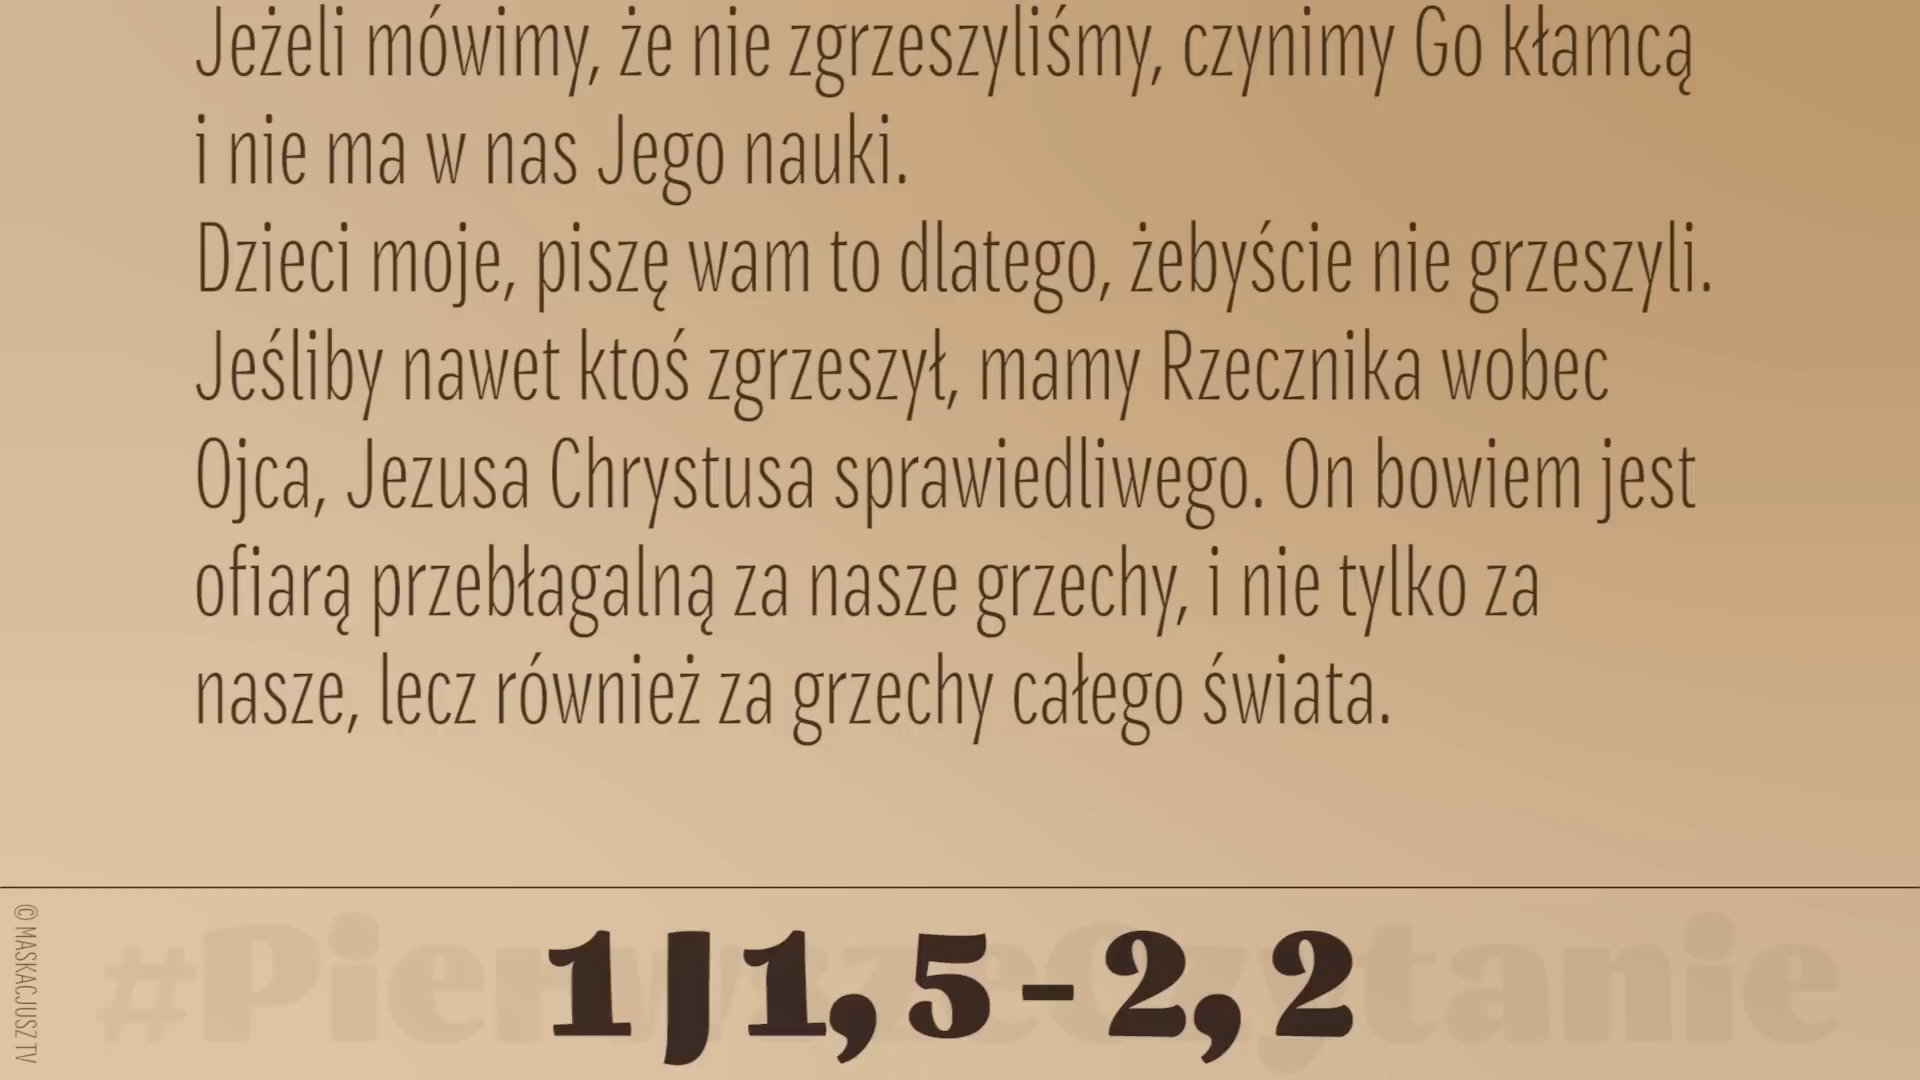 Jeżeli mówimy, że nie zgrzeszyliśmy, czynimy Go kłamcą
i nie ma w nas Jego nauki.
Dzieci moje, piszę wam to dlatego, żebyście nie grzeszyli.
Jeśliby nawet ktoś zgrzeszył, mamy Rzecznika wobec
Ojca, Jezusa Chrystusa sprawiedliwego. On bowiem jest
ofiarą przebłagalną za nasze grzechy, i nie tylko za
nasze, lecz również za grzechy całego świata.
#PierwszeCzytanie
1 J 1, 5 - 2, 2
© MASKACJUSZ TV